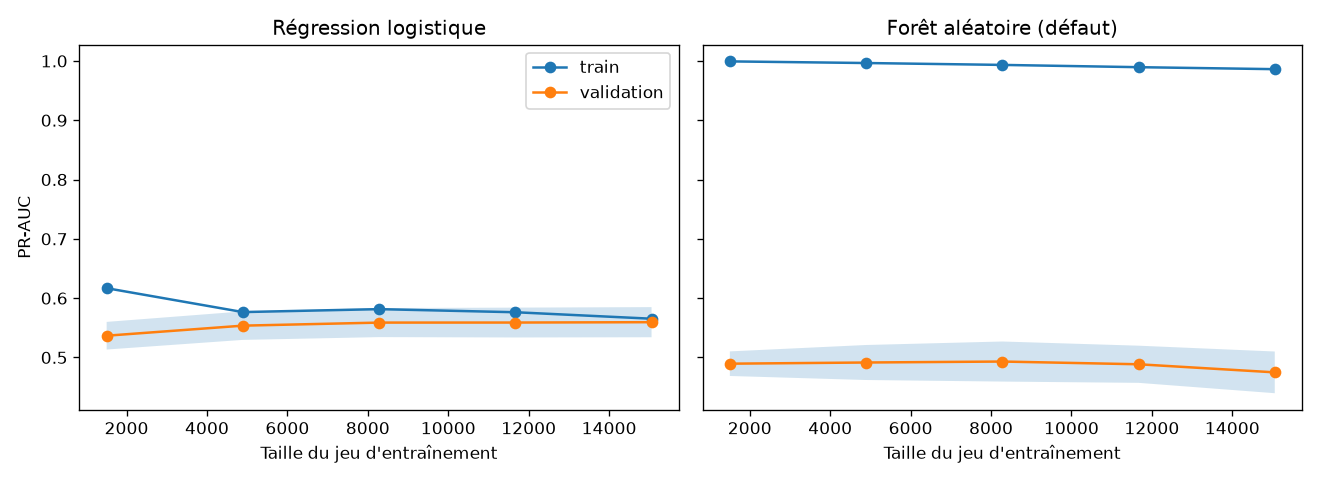 Régression logistique
Forêt aléatoire (défaut)
train
validation
PR-AUC
1.0
0.9
0.8
0.7
0.6
0.5
2000 4000 6000 8000 10000 12000 14000
2000 4000 6000 8000 10000 12000 14000
Taille du jeu d'entraînement
Taille du jeu d'entraînement